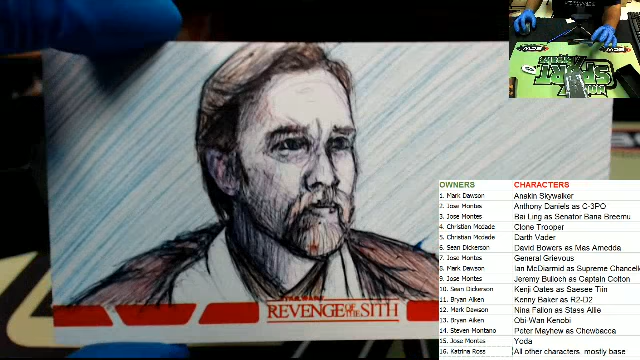 STAR WARS
REVENGE OF THE SITH
OWNERS CHARACTERS
1. Mark Dawson Anakin Skywalker
2. Jose Montes Anthony Daniels as C-3PO
3. Jose Montes Bai Ling as Senator Bana Breemu
4. Christian Mcdade Clone Trooper
5. Christian Mcdade Darth Vader
6. Sean Dickerson David Bowers as Mas Amedda
7. Jose Montes General Grievous
8. Mark Dawson Ian McDiarmid as Supreme Chancello
9. Jose Montes Jeremy Bulloch as Captain Colton
10. Sean Dickerson Kenji Oates as Saesee Tiin
11. Bryan Aiken Kenny Baker as R2-D2
12. Mark Dawson Nina Fallon as Stass Allie
13. Bryan Aiken Obi-Wan Kenobi
14. Steven Montano Peter Mayhew as Chewbacca
15. Jose Montes Yoda
16. Katrina Ross All other characters mostly base